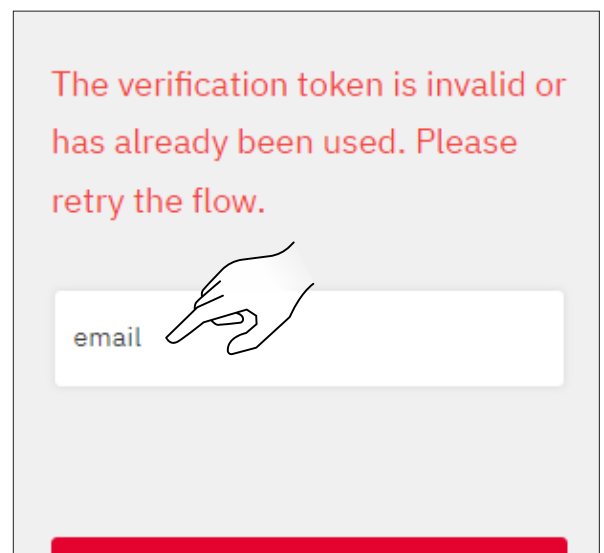 The verification token is invalid or
has already been used. Please
retry the flow.
email